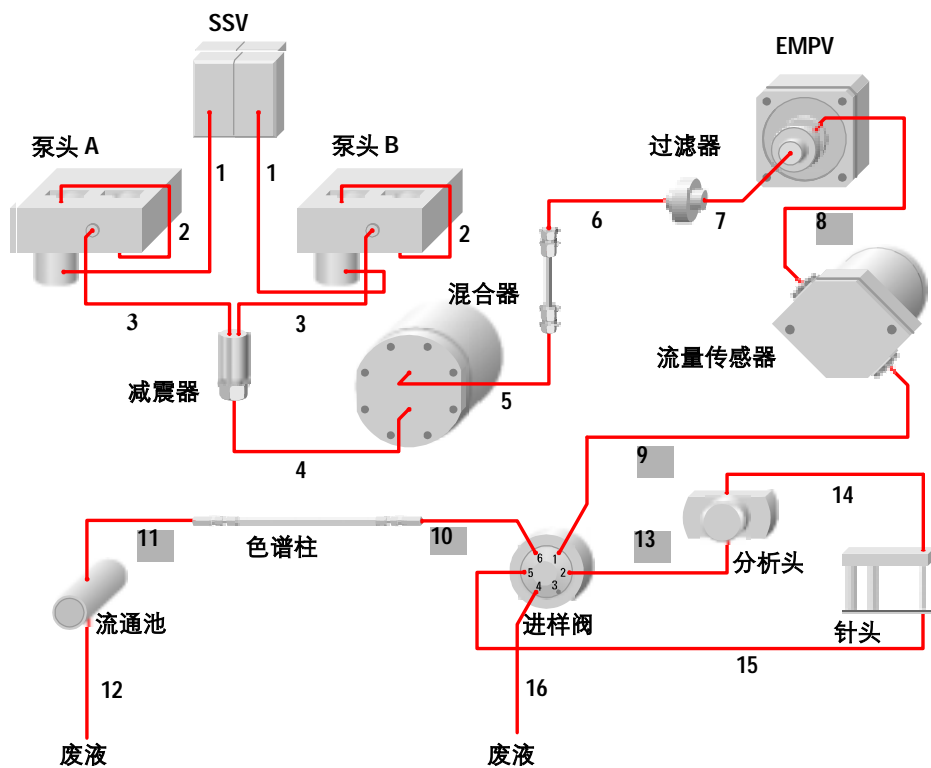 SSV
EMPV
泵头 A
泵头 B
过滤器
1
1
2
2
6
7
8
混合器
3
3
流量传感器
减震器
5
4
9
14
11
10
13
色谱柱
分析头
6
1
5
2
4
3
流通池
进样阀
针头
15
12
16
废液
废液